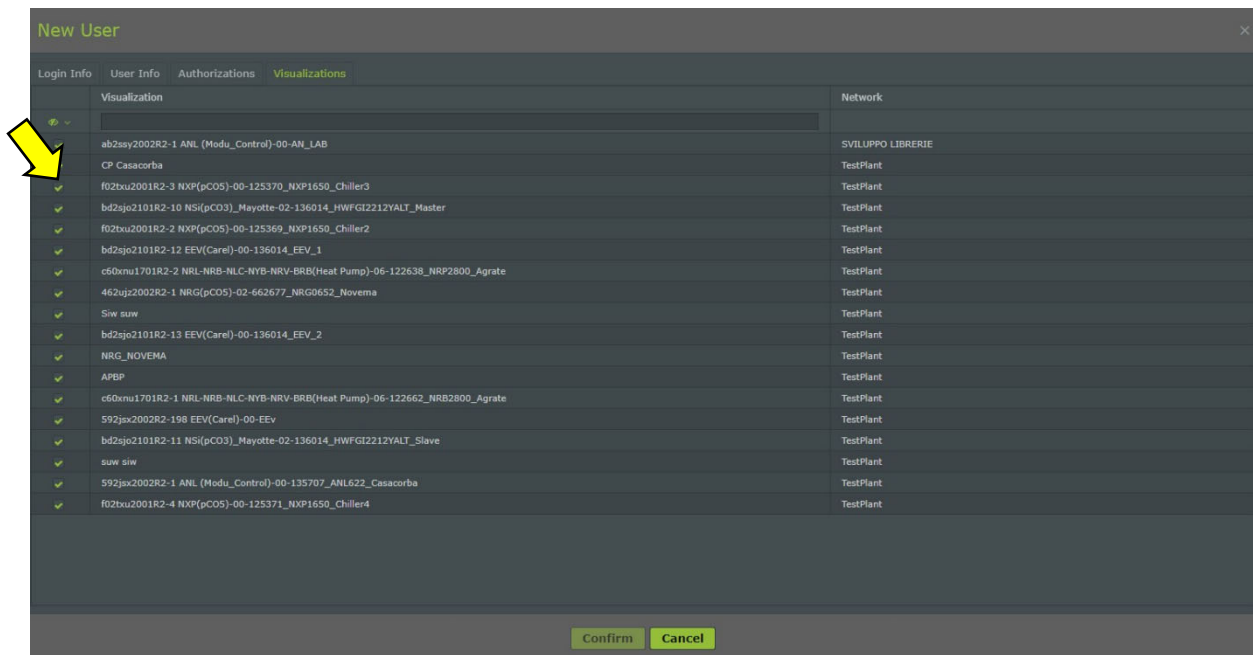 New User
Login Info User Info Authorizations Visualizations
Visualization Network
ab2ssy2002R2-1 ANL (Modu_Control)-00-AN_LAB SVILUPPO LIBRERIE
CP Casacorba TestPlant
f02txu2001R2-3 NXP(pCO5)-00-125370_NXP1650_Chiller3 TestPlant
bd2sjo2101R2-10 NSi(pCO3)_Mayotte-02-136014_HWFGI2212YALT_Master TestPlant
f02txu2001R2-2 NXP(pCO5)-00-125369_NXP1650_Chiller2 TestPlant
bd2sjo2101R2-12 EEV(Carel)-00-136014_EEV_1 TestPlant
c60xnu1701R2-2 NRL-NRB-NLC-NYB-NRV-BRB(Heat Pump)-06-122638_NRP2800_Agrate TestPlant
462ujz2002R2-1 NRG(pCO5)-02-662677_NRG0652_Novema TestPlant
Siw suw TestPlant
bd2sjo2101R2-13 EEV(Carel)-00-136014_EEV_2 TestPlant
NRG_NOVEMA TestPlant
APBP TestPlant
c60xnu1701R2-1 NRL-NRB-NLC-NYB-NRV-BRB(Heat Pump)-06-122662_NRB2800_Agrate TestPlant
592jsx2002R2-198 EEV(Carel)-00-EEv TestPlant
bd2sjo2101R2-11 NSi(pCO3)_Mayotte-02-136014_HWFGI2212YALT_Slave TestPlant
suw siw TestPlant
592jsx2002R2-1 ANL (Modu_Control)-00-135707_ANL622_Casacorba TestPlant
f02txu2001R2-4 NXP(pCO5)-00-125371_NXP1650_Chiller4 TestPlant
Confirm Cancel